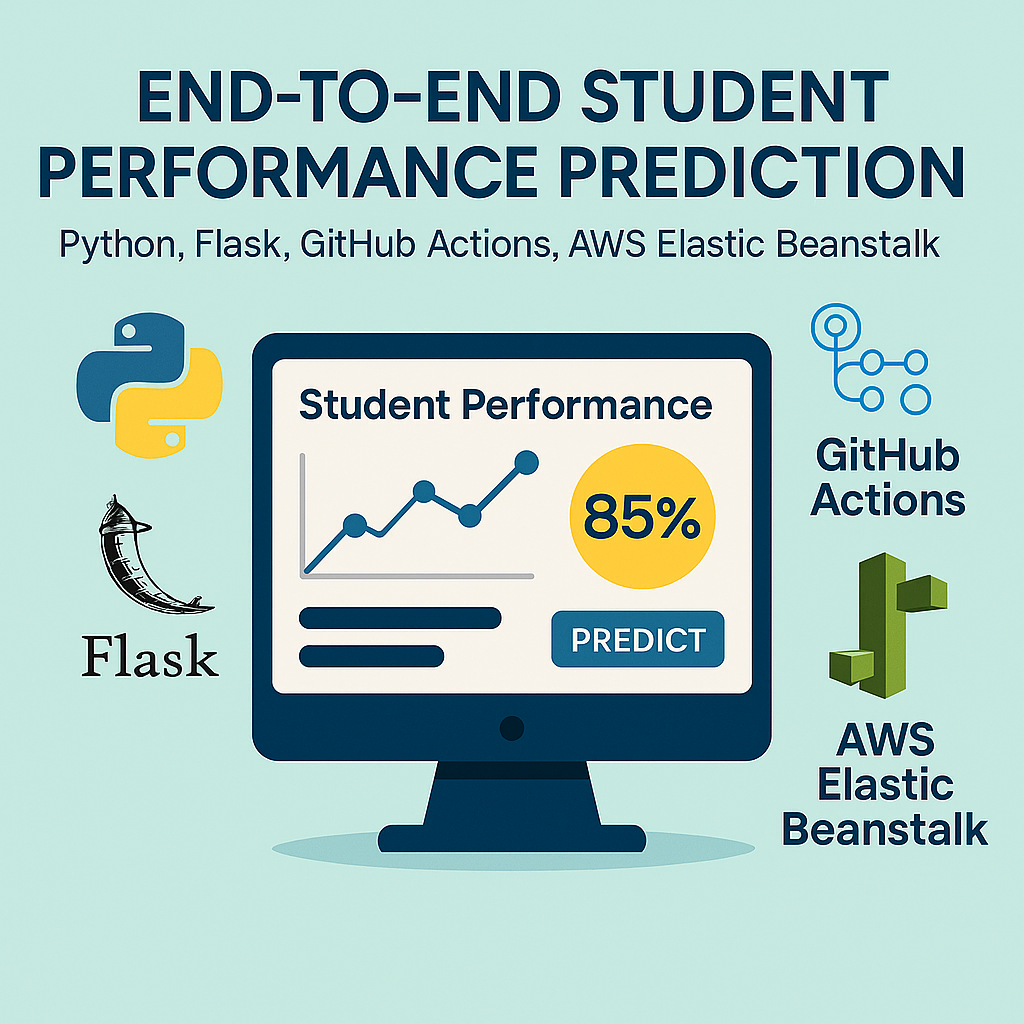 END-TO-END STUDENT
PERFORMANCE PREDICTION
Python, Flask, GitHub Actions, AWS Elastic Beanstalk
Student Performance
85%
PREDICT
Flask
GitHub
Actions
AWS
Elastic
Beanstalk